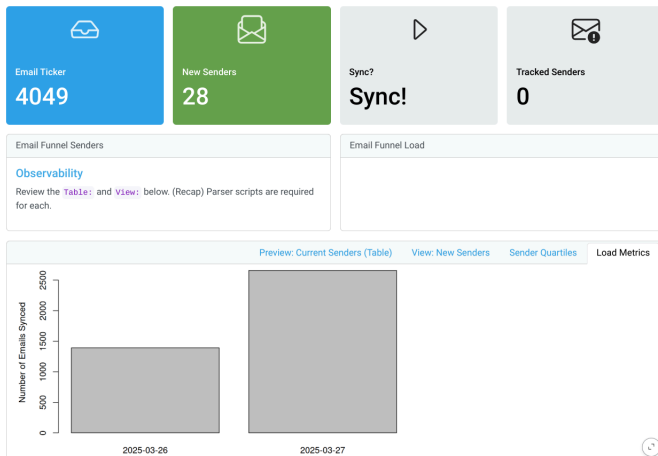 Email Ticker
4049
New Senders
28
Sync?
Sync!
Tracked Senders
0
Email Funnel Senders
Observability
Review the Table: and View: below. (Recap) Parser scripts are required
for each.
Email Funnel Load
Preview: Current Senders (Table)
View: New Senders
Sender Quartiles
Load Metrics
Number of Emails Synced
2500
2000
1500
1000
500
0
2025-03-26
2025-03-27